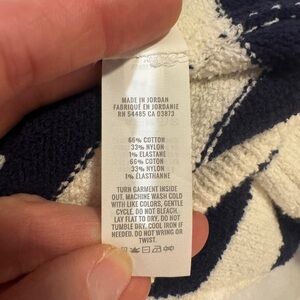 MADE IN JORDAN
FABRIQUÉ EN JORDANIE
RN 54485 CA 03873
66% COTTON
33% NYLON
1% ELASTANE
66% COTON
33% NYLON
1% ÉLASTHANNE
TURN GARMENT INSIDE
OUT. MACHINE WASH COLD
WITH LIKE COLORS, GENTLE
CYCLE. DO NOT BLEACH.
LAY FLAT TO DRY. DO NOT
TUMBLE DRY. COOL IRON IF
NEEDED. DO NOT WRING OR
TWIST.